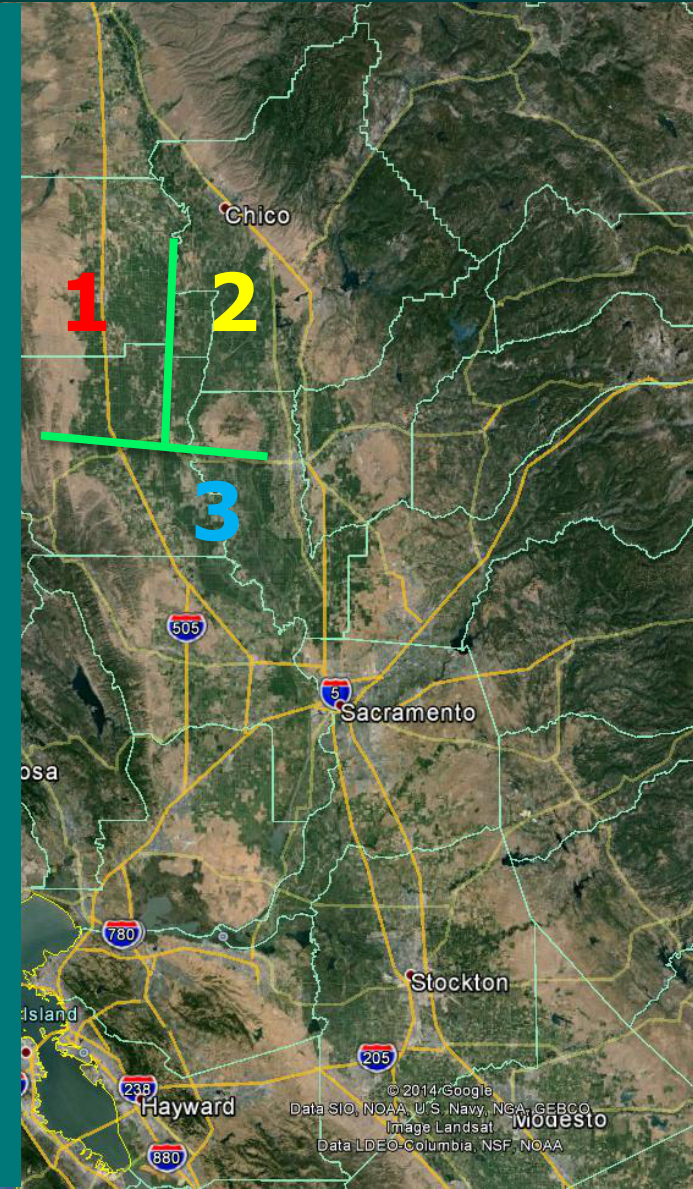 Chico
1
2
3
505
5
Sacramento
osa
780
Stockton
Island
205
238
Hayward
© 2014 Google
Data SIO, NOAA, U.S. Navy, NGA, GEBCO
Image Landsat
Modesto
Data LDEO-Columbia, NSF, NOAA
880